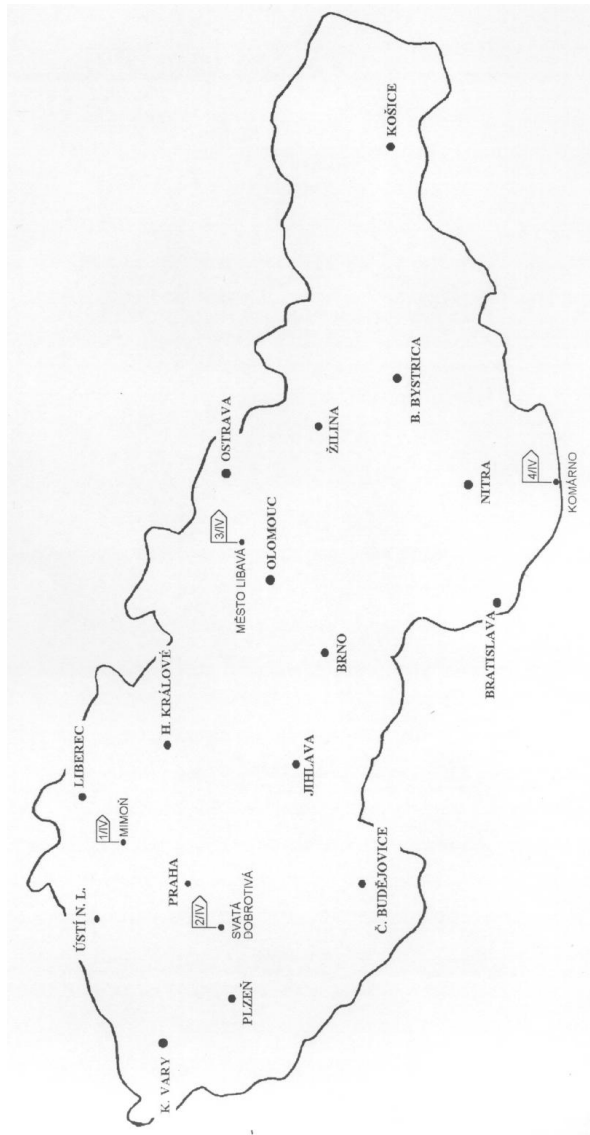 LIBEREC
ÚSTÍ N. L.
1/IV
MIMOŇ
K. VARY
H. KRÁLOVÉ
PRAHA
2/IV
SVATÁ
DOBROTIVÁ
PLZEŇ
OSTRAVA
3/IV
MĚSTO LIBAVÁ
OLOMOUC
JIHLAVA
BRNO
ŽILINA
Č. BUDĚJOVICE
KOŠICE
B. BYSTRICA
NITRA
BRATISLAVA
4/IV
KOMÁRNO